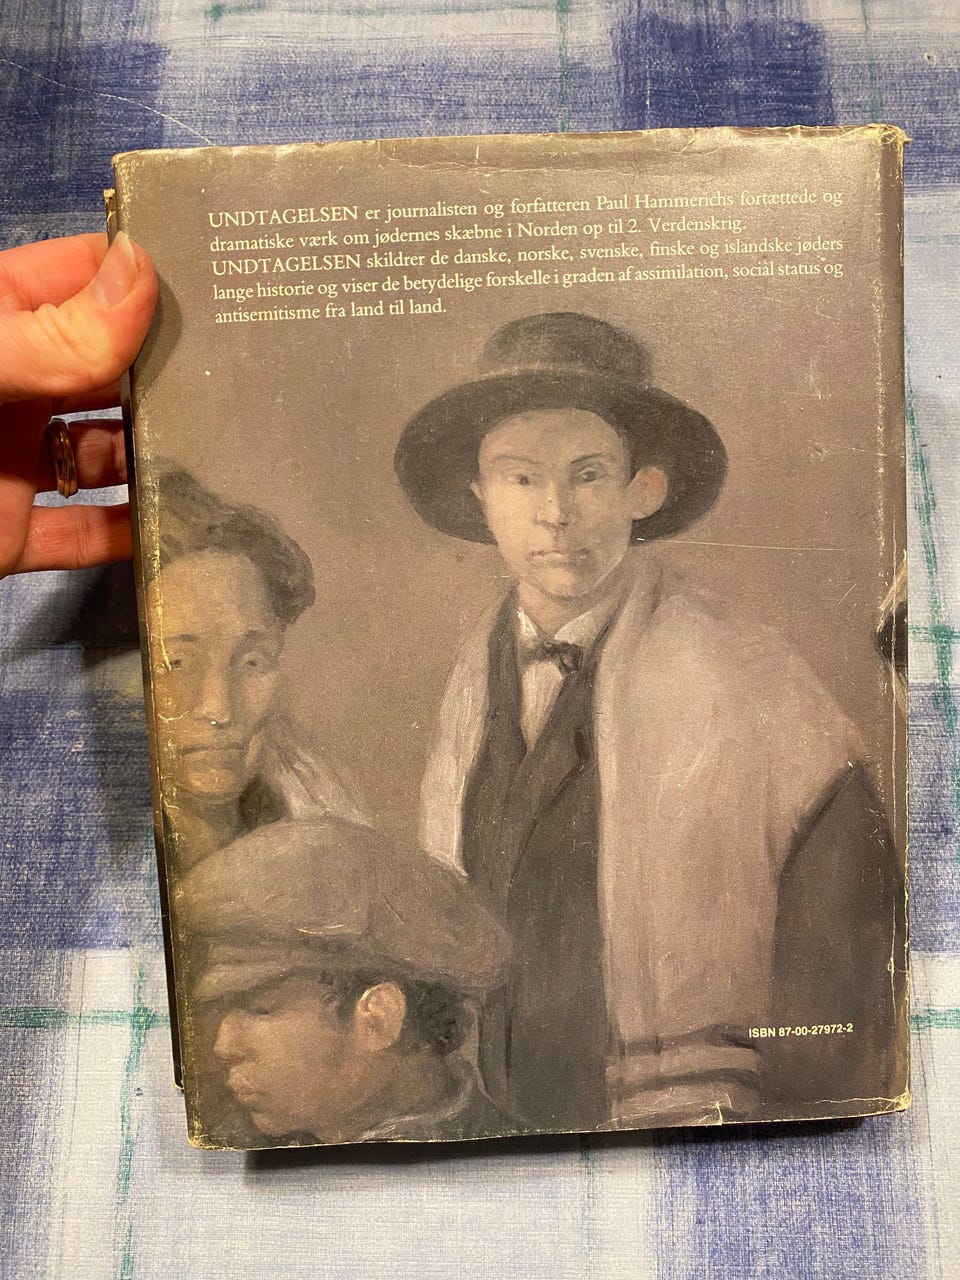 UNDTAGELSEN er journalisten og forfatteren Paul Hammerichs fortættede og
dramatiske værk om jødernes skæbne i Norden op til 2. Verdenskrig.
UNDTAGELSEN skildrer de danske, norske, svenske, finske og islandske jøders
lange historie og viser de betydelige forskelle i graden af assimilation, social status og
antisemitisme fra land til land.
ISBN 87-00-27972-2